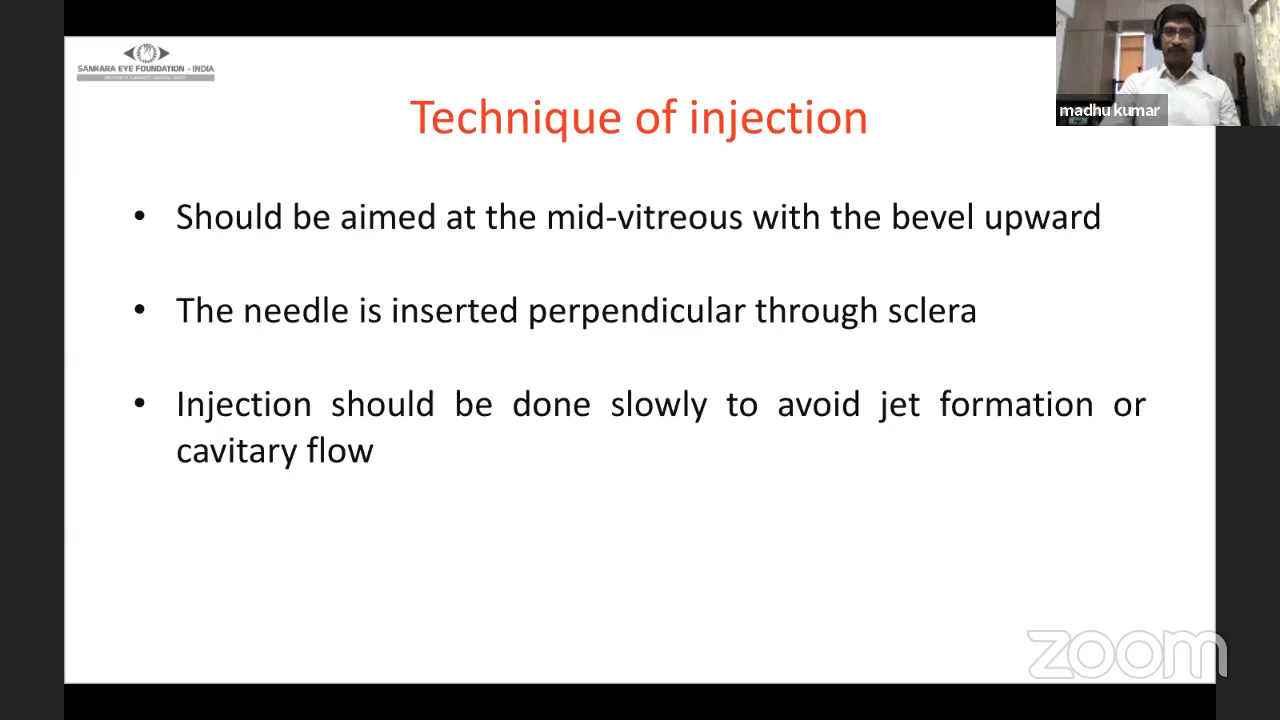 SANKARA EYE FOUNDATION - INDIA
madhu kumar
Technique of injection
• Should be aimed at the mid-vitreous with the bevel upward
• The needle is inserted perpendicular through sclera
• Injection should be done slowly to avoid jet formation or
cavitary flow
zoom